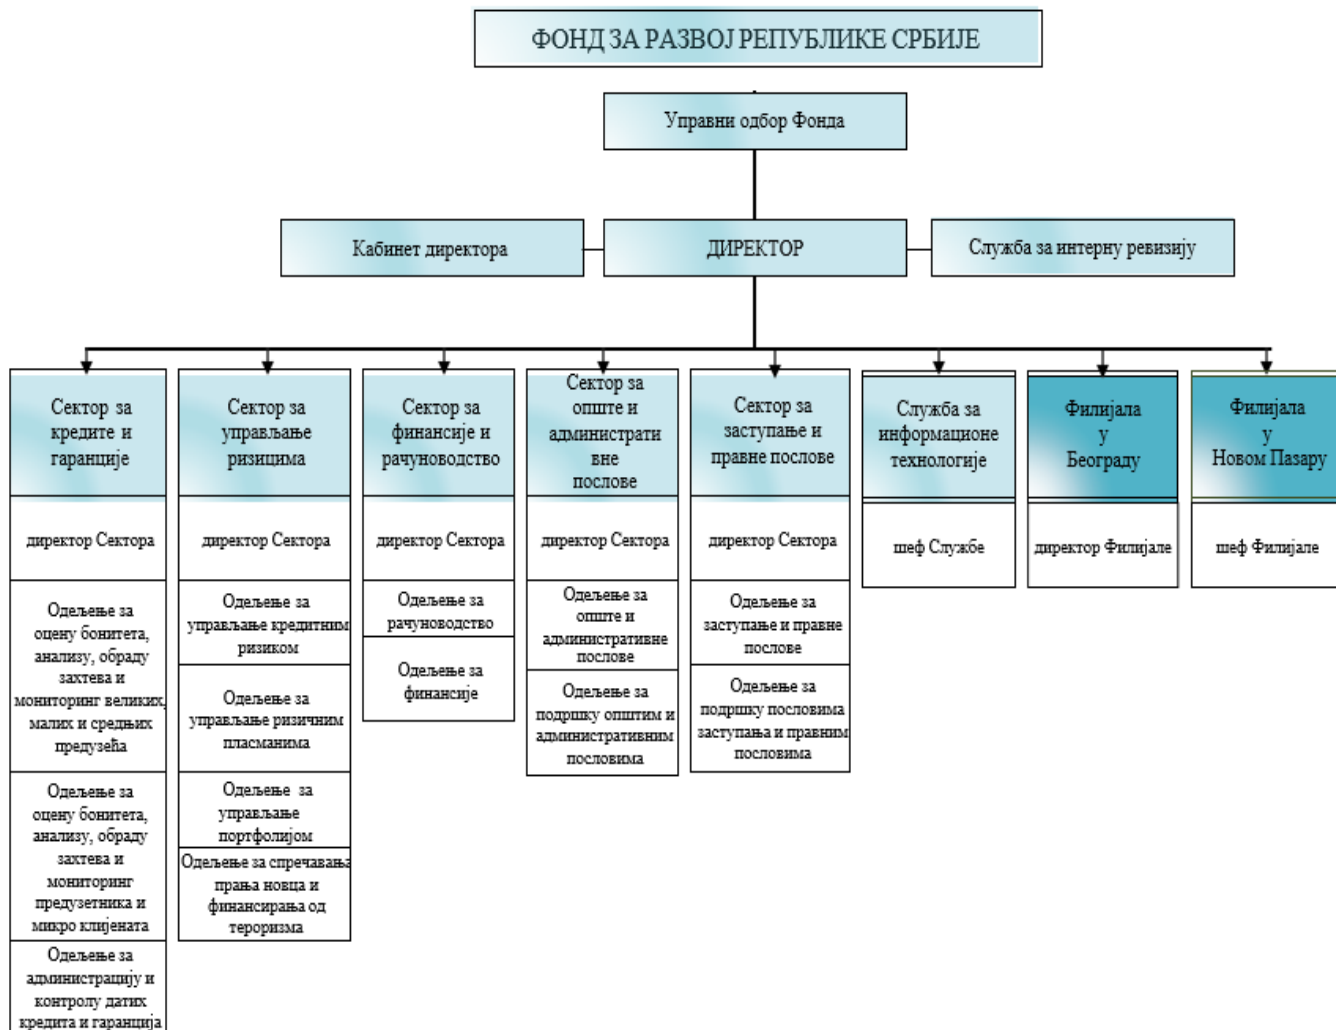 ФОНД ЗА РАЗВОЈ РЕПУБЛИКЕ СРБИЈЕ
Управни одбор Фонда
Кабинет директора
ДИРЕКТОР
Служба за интерну ревизију
Сектор за
кредите и
гаранције
директор Сектора
Одељење за
оцену бонитета,
анализу, обраду
захтева и
мониторинг великих,
малих и средњих
предузећа
Одељење за
оцену бонитета,
анализу, обраду
захтева и
мониторинг
предузетника и
микро клијената
Одељење за
администрацију и
контролу датих
кредита и гаранција
Сектор за
управљање
ризицима
директор Сектора
Одељење за
управљање кредитним
ризиком
Одељење за
управљање ризичним
пласманима
Одељење за
управљање
портфолијом
Одељење за спречавања
прања новца и
финансирања од
тероризма
Сектор за
финансије и
рачуноводство
директор Сектора
Одељење за
рачуноводство
Одељење за
финансије
Сектор за
опште и
администрати
вне
послове
директор Сектора
Одељење за
опште и
административне
послове
Одељење за
подршку општим и
административним
пословима
Сектор за
заступање и
правне послове
директор Сектора
Одељење за
заступање и правне
послове
Одељење за
подршку пословима
заступања и правним
пословима
Служба за
информационе
технологије
шеф Службе
Филијала
у
Београду
директор Филијале
Филијала
у
Новом Пазару
шеф Филијале